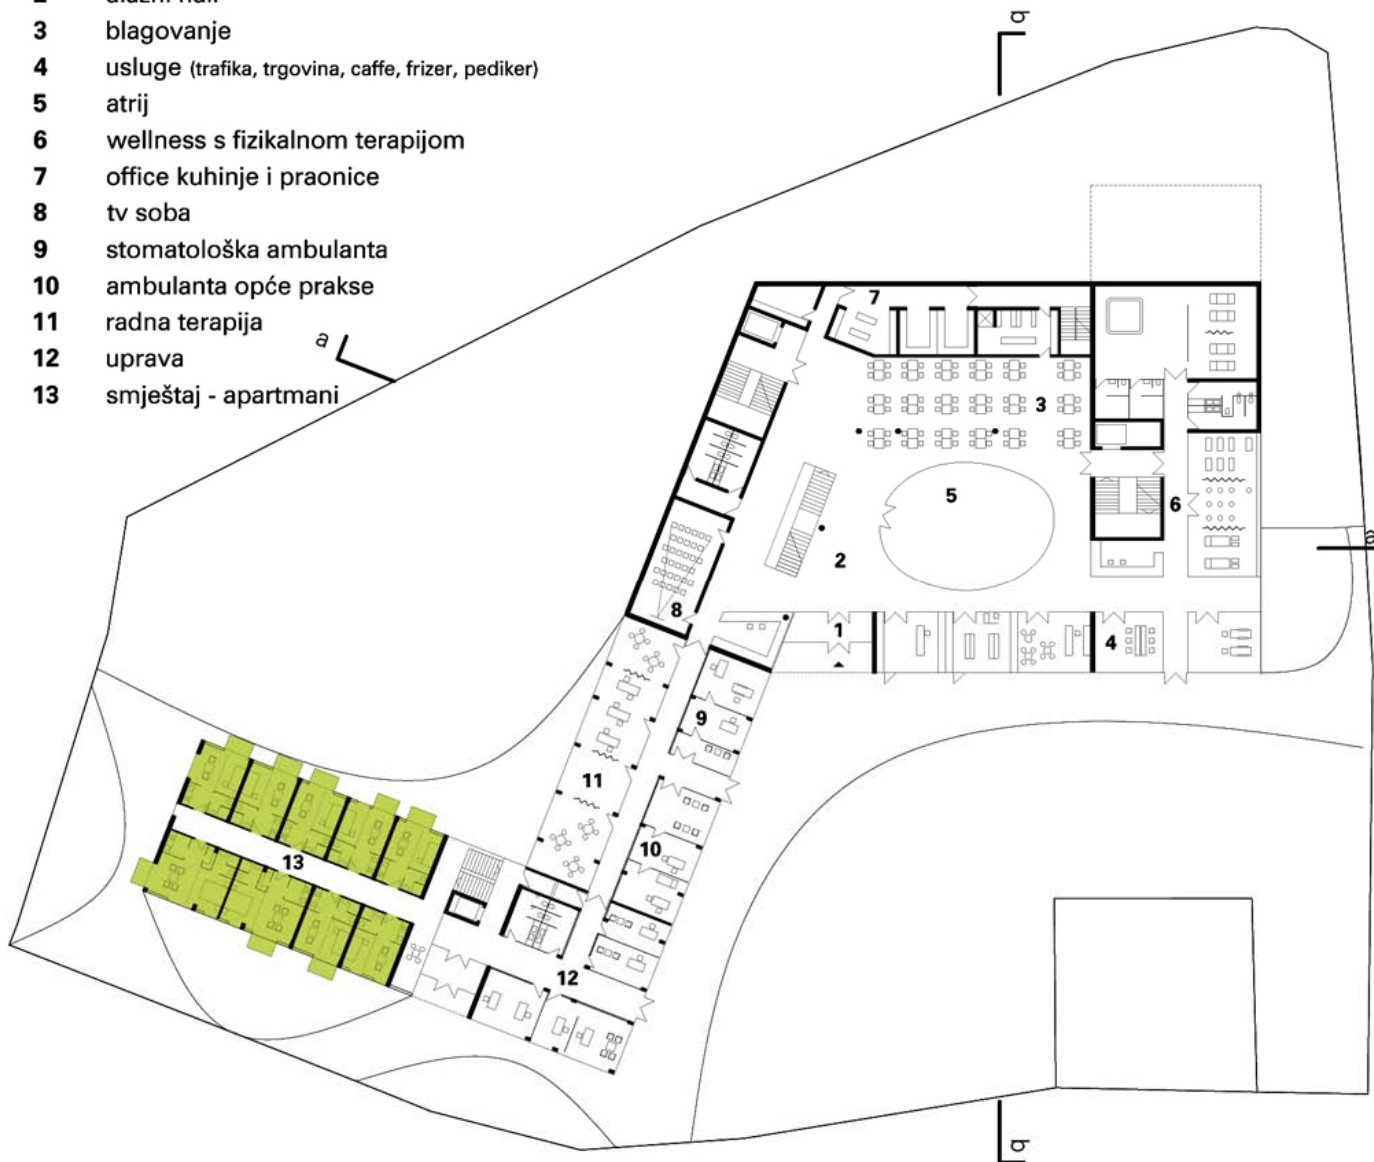 3 blagovanje
4 usluge (trafika, trgovina, caffe, frizer, pediker)
5 atrij
6 wellness s fizikalnom terapijom
7 office kuhinje i praonice
8 tv soba
9 stomatološka ambulanta
10 ambulanta opće prakse
11 radna terapija
12 uprava
13 smještaj - apartmani
b
a
7
3
5
6
2
a
8
1
4
9
11
13
10
12
b